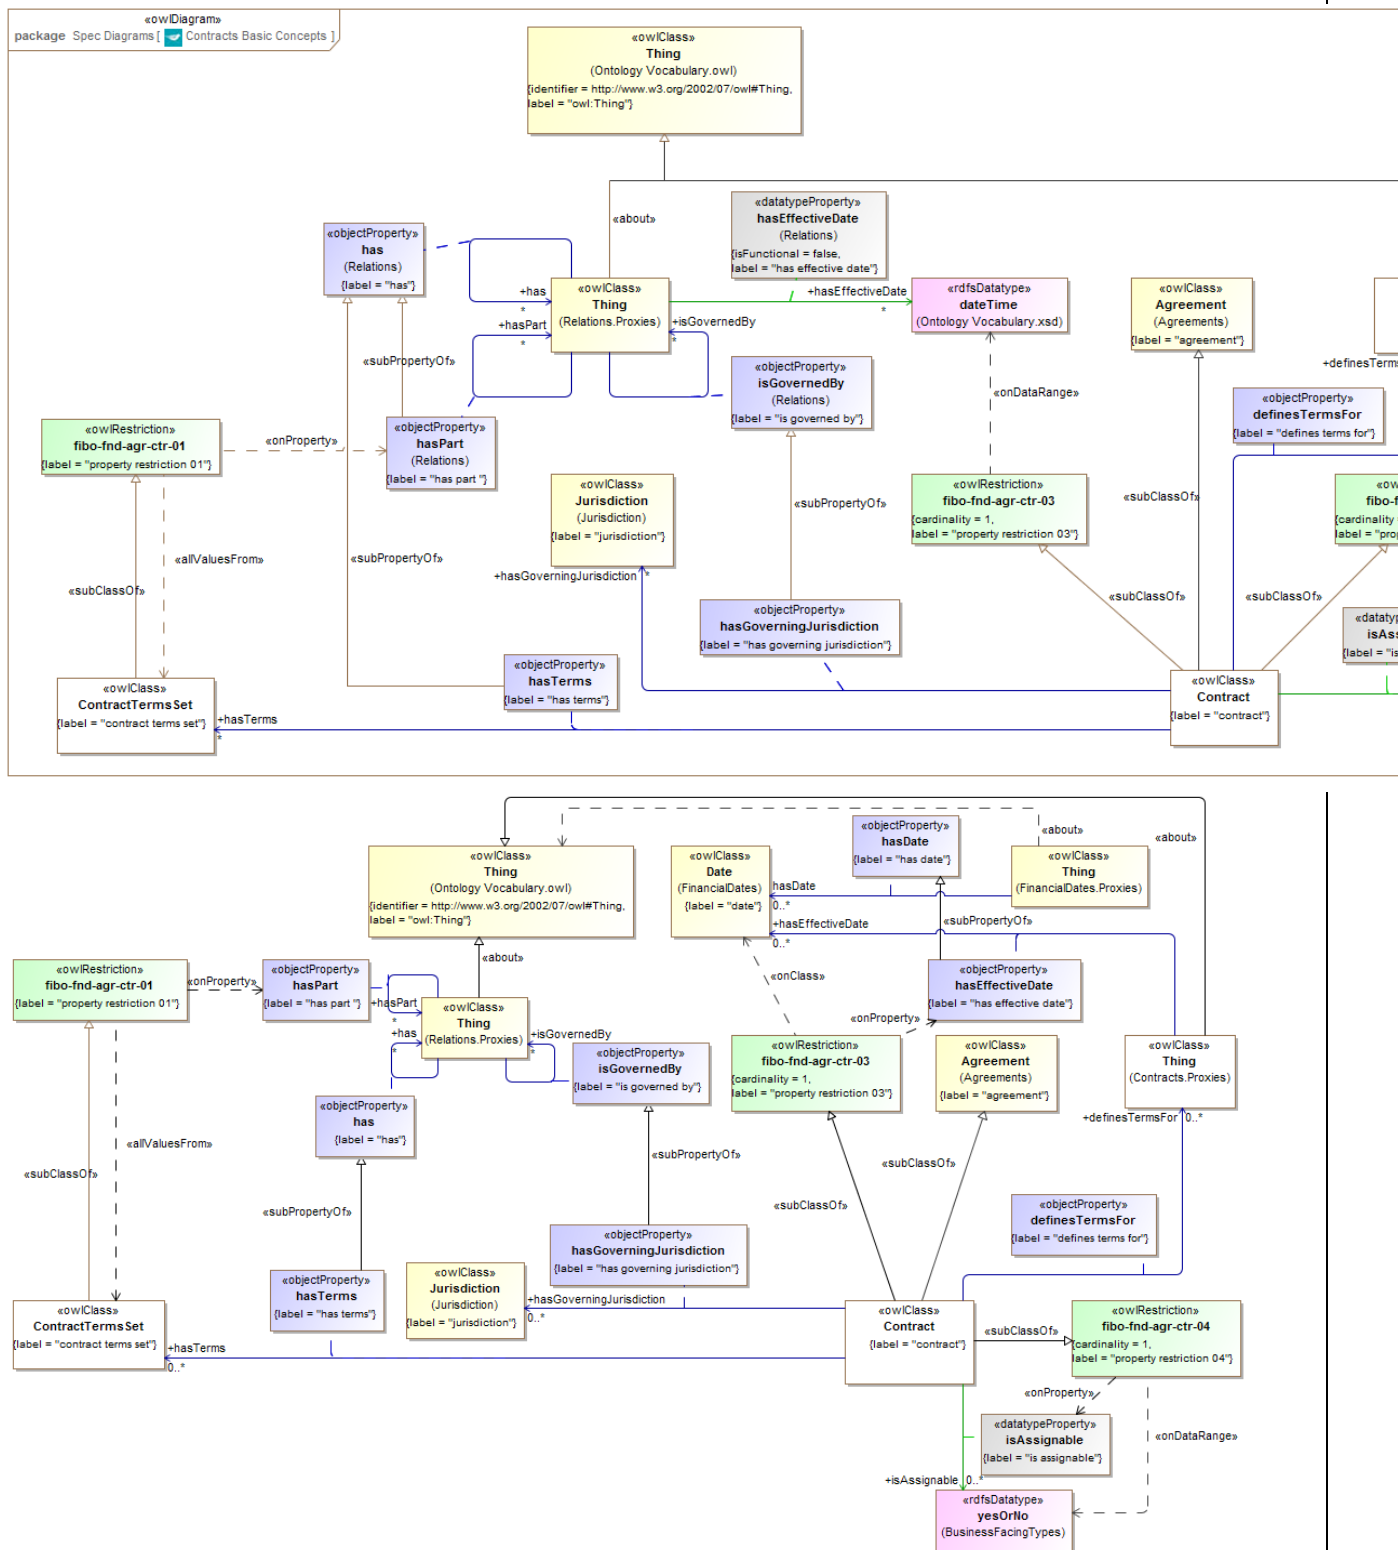 «owlDiagram»
package Spec Diagrams [ Contracts Basic Concepts ]
«owlClass»
Thing
(Ontology Vocabulary.owl)
{identifier = http://www.w3.org/2002/07/owl#Thing,
label = "owl:Thing"}
«about»
«datatypeProperty»
hasEffectiveDate
(Relations)
{isFunctional = false,
label = "has effective date"}
«objectProperty»
has
(Relations)
{label = "has"}
+has
*
«owlClass»
Thing
(Relations.Proxies)
+hasEffectiveDate
*
«rdfsDatatype»
dateTime
(Ontology Vocabulary.xsd)
«owlClass»
Agreement
(Agreements)
{label = "agreement"}
+hasPart
*
+isGovernedBy
*
«subPropertyOf»
«objectProperty»
isGovernedBy
(Relations)
{label = "is governed by"}
«onDataRange»
+definesTerms
«objectProperty»
definesTermsFor
{label = "defines terms for"}
«owlRestriction»
fibo-fnd-agr-ctr-01
{label = "property restriction 01"}
«onProperty»
«objectProperty»
hasPart
(Relations)
{label = "has part "}
«owlClass»
Jurisdiction
(Jurisdiction)
{label = "jurisdiction"}
«subPropertyOf»
«owlRestriction»
fibo-fnd-agr-ctr-03
{cardinality = 1,
label = "property restriction 03"}
«subClassOf»
«ow
fibo-f
{cardinality
label = "prop
«allValuesFrom»
«subPropertyOf»
+hasGoverningJurisdiction *
«subClassOf»
«subClassOf»
«subClassOf»
«objectProperty»
hasGoverningJurisdiction
{label = "has governing jurisdiction"}
«dataty
isAss
{label = "is
«objectProperty»
hasTerms
{label = "has terms"}
«owlClass»
ContractTermsSet
{label = "contract terms set"}
+hasTerms
*
«owlClass»
Contract
{label = "contract"}
«objectProperty»
hasDate
{label = "has date"}
«about»
«about»
«owlClass»
Thing
(Ontology Vocabulary.owl)
{identifier = http://www.w3.org/2002/07/owl#Thing,
label = "owl:Thing"}
«owlClass»
Date
(FinancialDates)
{label = "date"}
hasDate
0..*
«owlClass»
Thing
(FinancialDates.Proxies)
+hasEffectiveDate
0..*
«subPropertyOf»
«about»
«onClass»
«owlRestriction»
fibo-fnd-agr-ctr-01
{label = "property restriction 01"}
«onProperty»
«objectProperty»
hasPart
{label = "has part "}
+hasPart
*
+has
*
«owlClass»
Thing
(Relations.Proxies)
+isGovernedBy
*
«objectProperty»
hasEffectiveDate
{label = "has effective date"}
«onProperty»
«objectProperty»
isGovernedBy
{label = "is governed by"}
«owlRestriction»
fibo-fnd-agr-ctr-03
{cardinality = 1,
label = "property restriction 03"}
«owlClass»
Agreement
(Agreements)
{label = "agreement"}
«owlClass»
Thing
(Contracts.Proxies)
+definesTermsFor 0..*
«objectProperty»
has
{label = "has"}
«allValuesFrom»
«subClassOf»
«subPropertyOf»
«subClassOf»
«subPropertyOf»
«subClassOf»
«objectProperty»
definesTermsFor
{label = "defines terms for"}
«objectProperty»
hasGoverningJurisdiction
{label = "has governing jurisdiction"}
«objectProperty»
hasTerms
{label = "has terms"}
«owlClass»
Jurisdiction
(Jurisdiction)
{label = "jurisdiction"}
+hasGoverningJurisdiction
0..*
«owlClass»
ContractTermsSet
{label = "contract terms set"}
+hasTerms
0..*
«owlClass»
Contract
{label = "contract"}
«subClassOf»
«owlRestriction»
fibo-fnd-agr-ctr-04
{cardinality = 1,
label = "property restriction 04"}
«onProperty»
«datatypeProperty»
isAssignable
{label = "is assignable"}
«onDataRange»
+isAssignable 0..*
«rdfsDatatype»
yesOrNo
(BusinessFacingTypes)